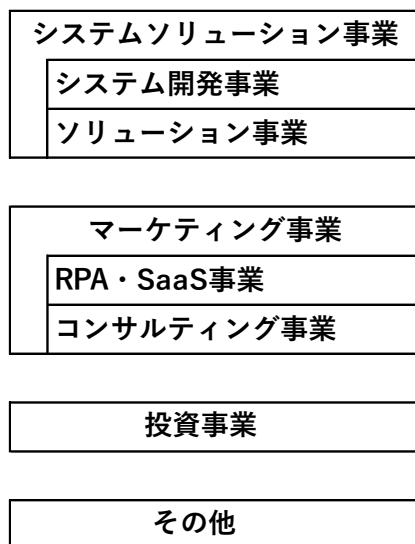 システムソリューション事業
システム開発事業
ソリューション事業
マーケティング事業
RPA・SaaS事業
コンサルティング事業
投資事業
その他